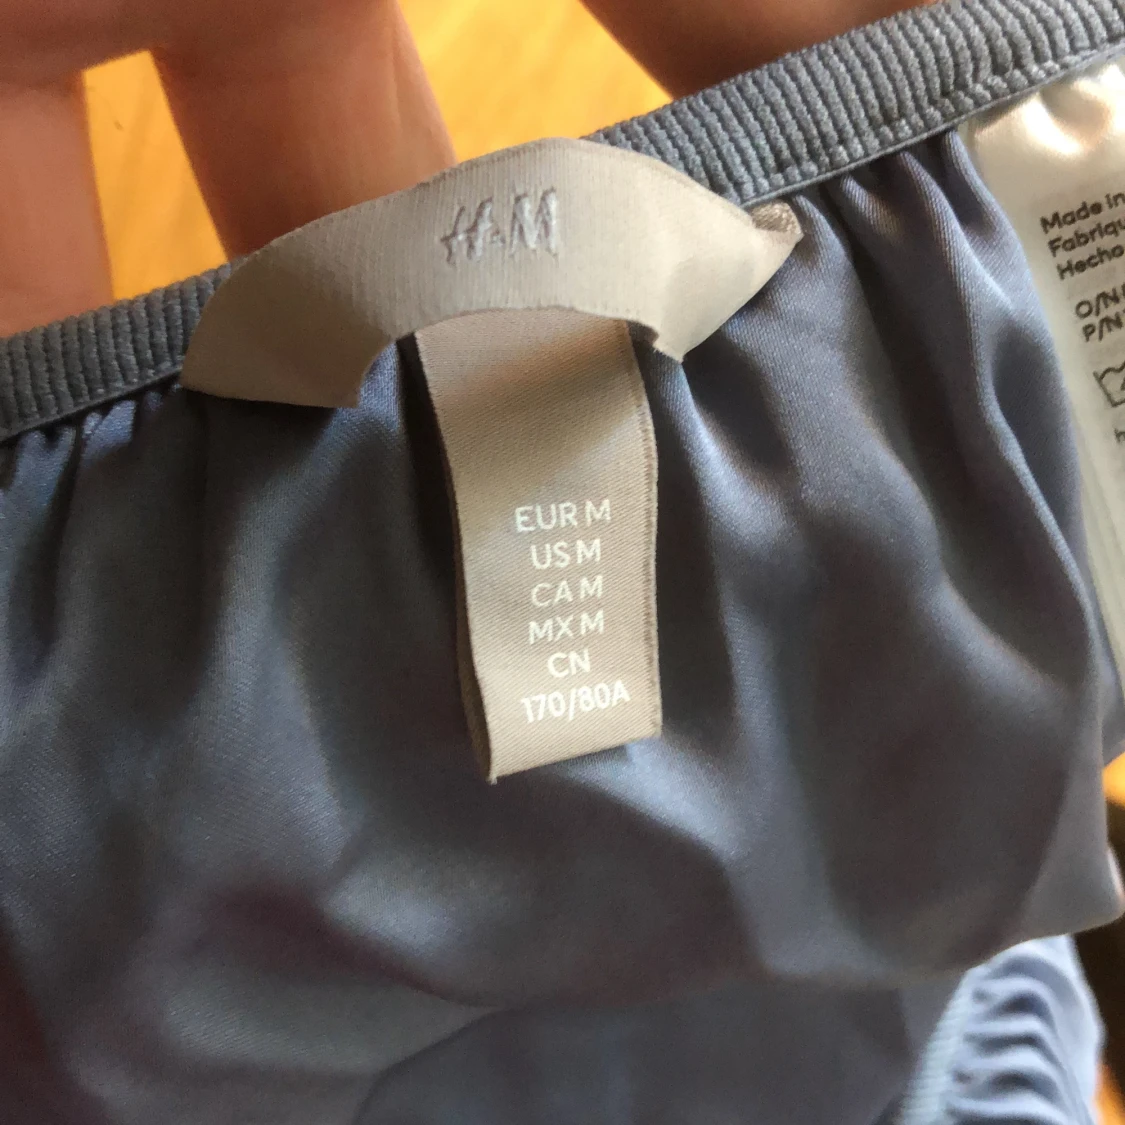 H&M
EUR M
US M
CA M
MX M
CN
170/80A
Made in
Fabriqu
Hecho
O/N
P/N